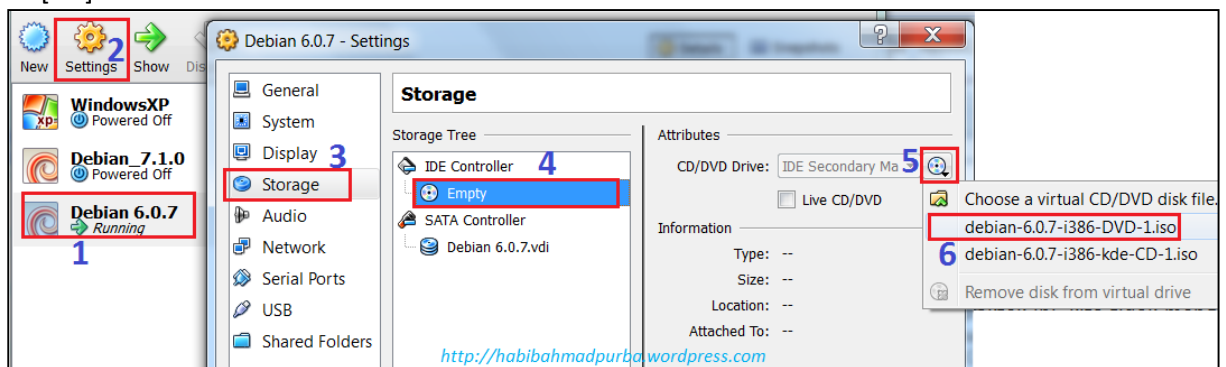 New Settings Show Dis
2
WindowsXP
Powered Off
Debian_7.1.0
Powered Off
Debian 6.0.7
Running
1
Debian 6.0.7 - Settings
General
System
Display
3
Storage
Audio
Network
Serial Ports
USB
Shared Folders
Storage
Storage Tree
IDE Controller
4
Empty
SATA Controller
Debian 6.0.7.vdi
Attributes
CD/DVD Drive: IDE Secondary Ma
5
Live CD/DVD
Information
Type: --
Size: --
Location: --
Attached To: --
Choose a virtual CD/DVD disk file.
debian-6.0.7-i386-DVD-1.iso
6
debian-6.0.7-i386-kde-CD-1.iso
Remove disk from virtual drive
http://habibahmadpurba.wordpress.com